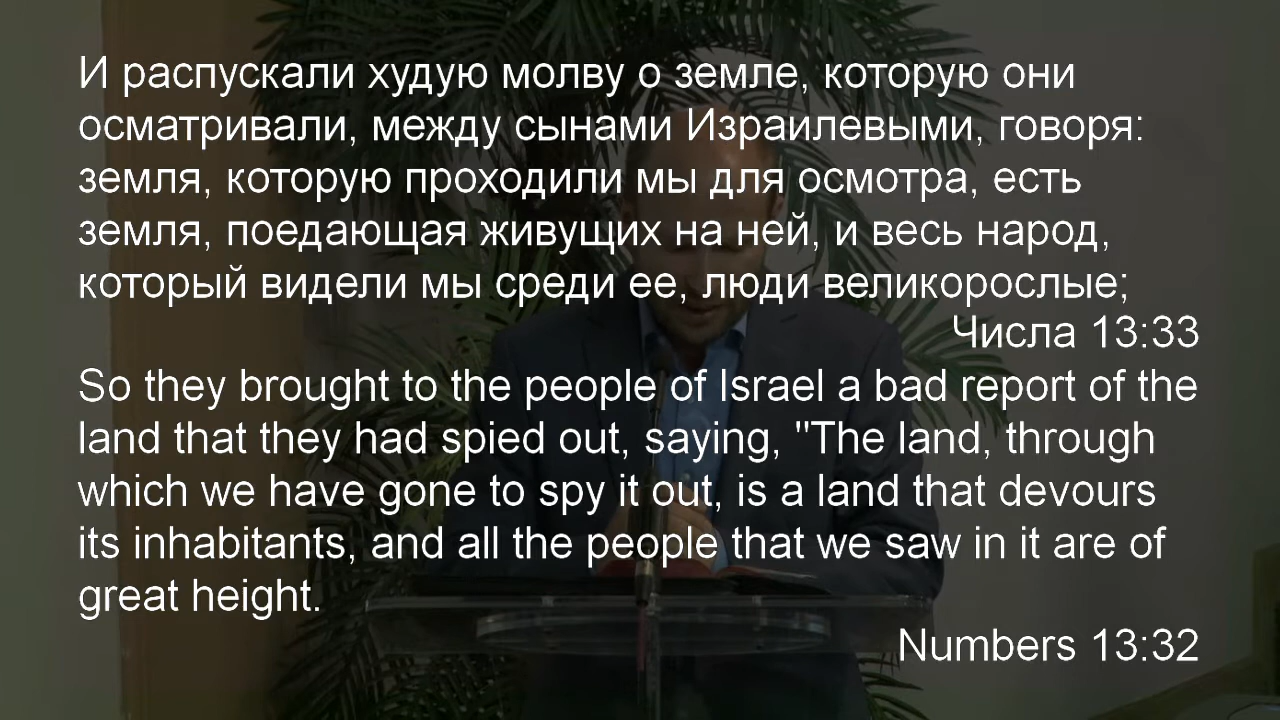 И распускали худую молву о земле, которую они
осматривали, между сынами Израилевыми, говоря:
земля, которую проходили мы для осмотра, есть
земля, поедающая живущих на ней, и весь народ,
который видели мы среди ее, люди великорослые;
Числа 13:33
So they brought to the people of Israel a bad report of the
land that they had spied out, saying, "The land, through
which we have gone to spy it out, is a land that devours
its inhabitants, and all the people that we saw in it are of
great height.
Numbers 13:32